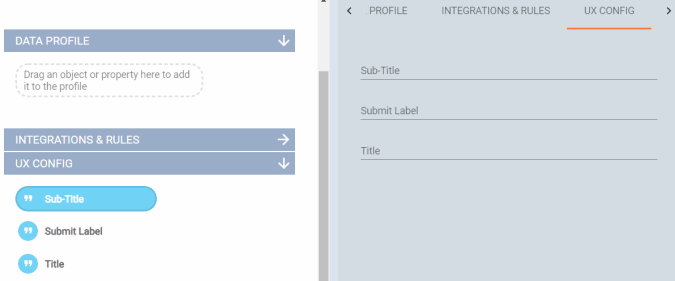 DATA PROFILE
Drag an object or property here to add
it to the profile
INTEGRATIONS & RULES
UX CONFIG
Sub-Title
Submit Label
Title
PROFILE
INTEGRATIONS & RULES
UX CONFIG
Sub-Title
Submit Label
Title